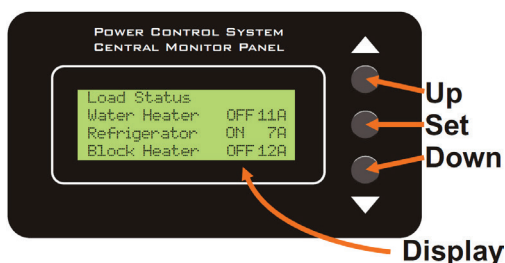 POWER CONTROL SYSTEM
CENTRAL MONITOR PANEL
Load Status
Water Heater OFF 11A
Refrigerator ON 7A
Block Heater OFF 12A
Up
Set
Down
Display